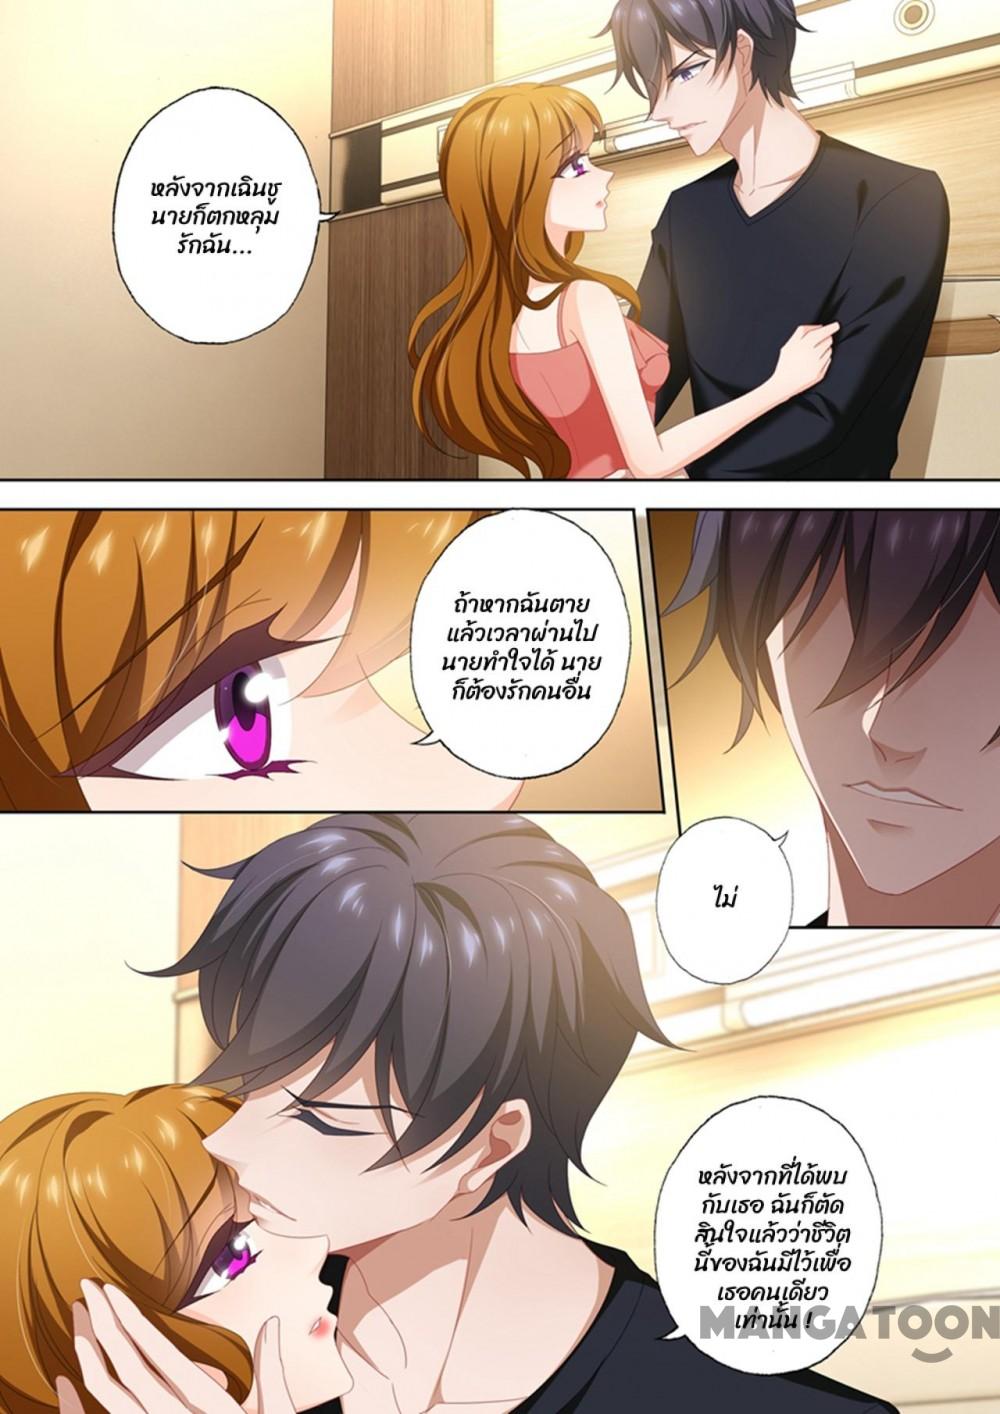 หลังจากเฉินชู
นายก็ตกหลุม
รักฉัน...
ถ้าหากฉันตาย
แล้วเวลาผ่านไป
นายทำใจได้ นาย
ก็ต้องรักคนอื่น
ไม่
หลังจากที่ได้พบ
กับเธอ ฉันก็ตัด
สินใจแล้วว่าชีวิต
นี้ของฉันมีไว้เพื่อ
เธอคนเดียว
เท่านั้น !
MANGATOON